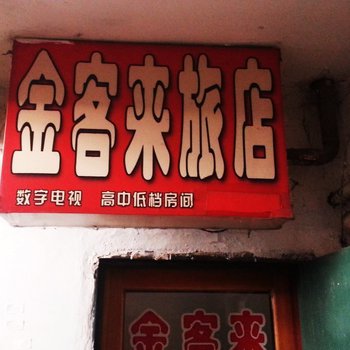 金客来旅店
数字电视 高中低档房间
金客来